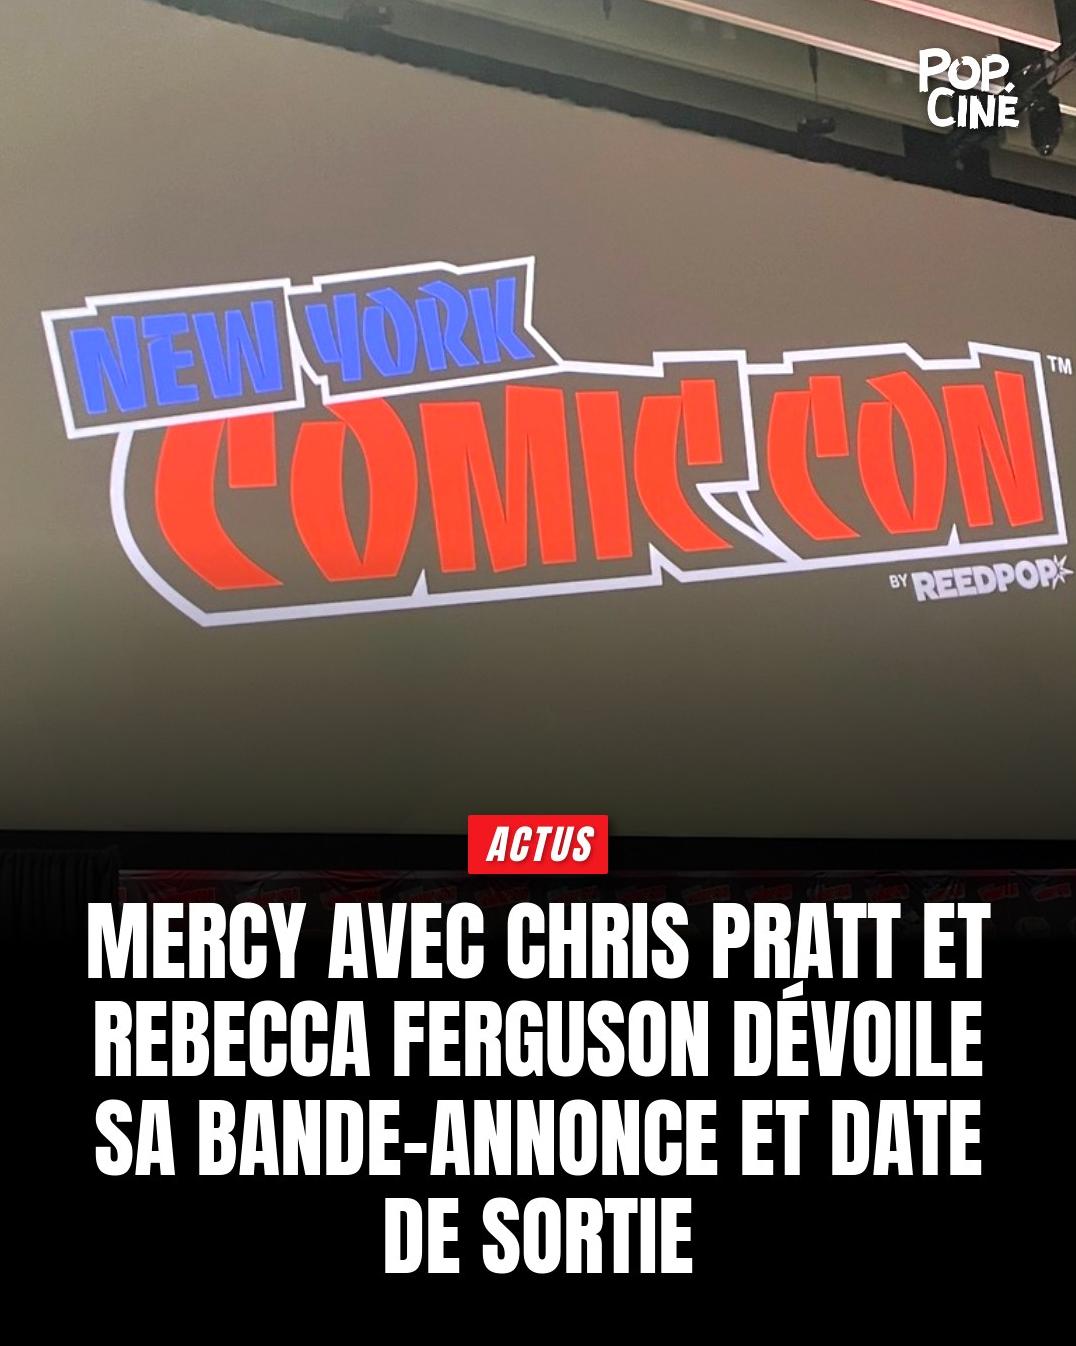 POP.
CINÉ
NEW YORK
COMIC CON
TM
BY REEDPOP
ACTUS
MERCY AVEC CHRIS PRATT ET
REBECCA FERGUSON DÉVOILE
SA BANDE-ANNONCE ET DATE
DE SORTIE